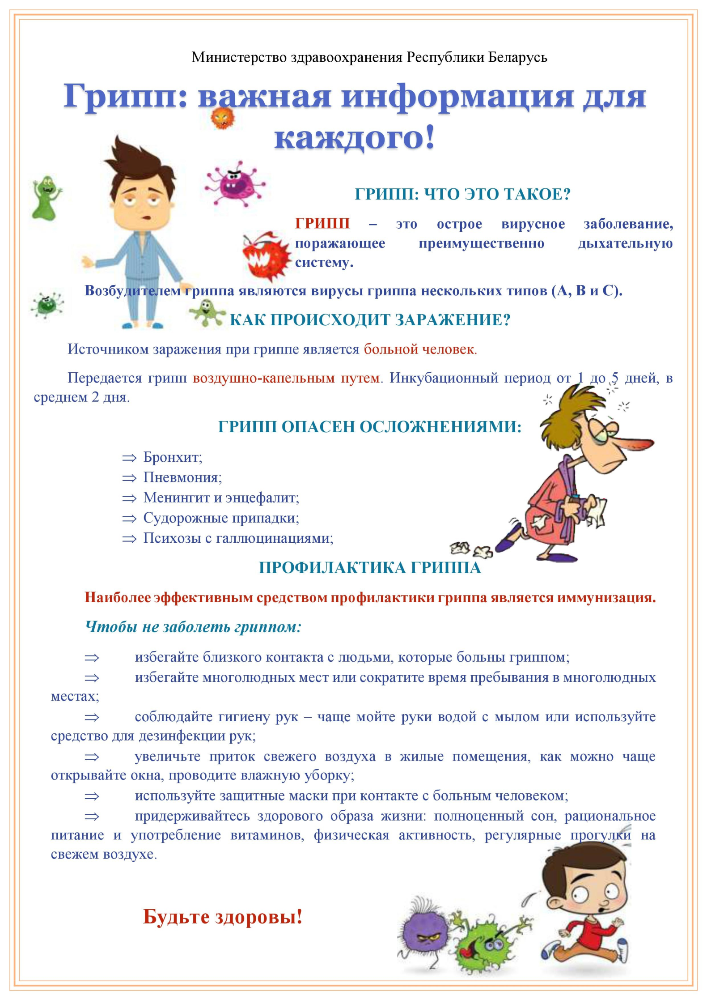 Министерство здравоохранения Республики Беларусь
Грипп: важная информация для
каждого!
ГРИПП: ЧТО ЭТО ТАКОЕ?
ГРИПП – это острое вирусное заболевание,
поражающее преимущественно дыхательную
систему.
Возбудителем гриппа являются вирусы гриппа нескольких типов (А, В и С).
КАК ПРОИСХОДИТ ЗАРАЖЕНИЕ?
Источником заражения при гриппе является больной человек.
Передается грипп воздушно-капельным путем. Инкубационный период от 1 до 5 дней, в
среднем 2 дня.
ГРИПП ОПАСЕН ОСЛОЖНЕНИЯМИ:
⇒ Бронхит;
⇒ Пневмония;
⇒ Менингит и энцефалит;
⇒ Судорожные припадки;
⇒ Психозы с галлюцинациями;
ПРОФИЛАКТИКА ГРИППА
Наиболее эффективным средством профилактики гриппа является иммунизация.
Чтобы не заболеть гриппом:
⇒ избегайте близкого контакта с людьми, которые больны гриппом;
⇒ избегайте многолюдных мест или сократите время пребывания в многолюдных
местах;
⇒ соблюдайте гигиену рук – чаще мойте руки водой с мылом или используйте
средство для дезинфекции рук;
⇒ увеличьте приток свежего воздуха в жилые помещения, как можно чаще
открывайте окна, проводите влажную уборку;
⇒ используйте защитные маски при контакте с больным человеком;
⇒ придерживайтесь здорового образа жизни: полноценный сон, рациональное
питание и употребление витаминов, физическая активность, регулярные прогулки на
свежем воздухе.
Будьте здоровы!